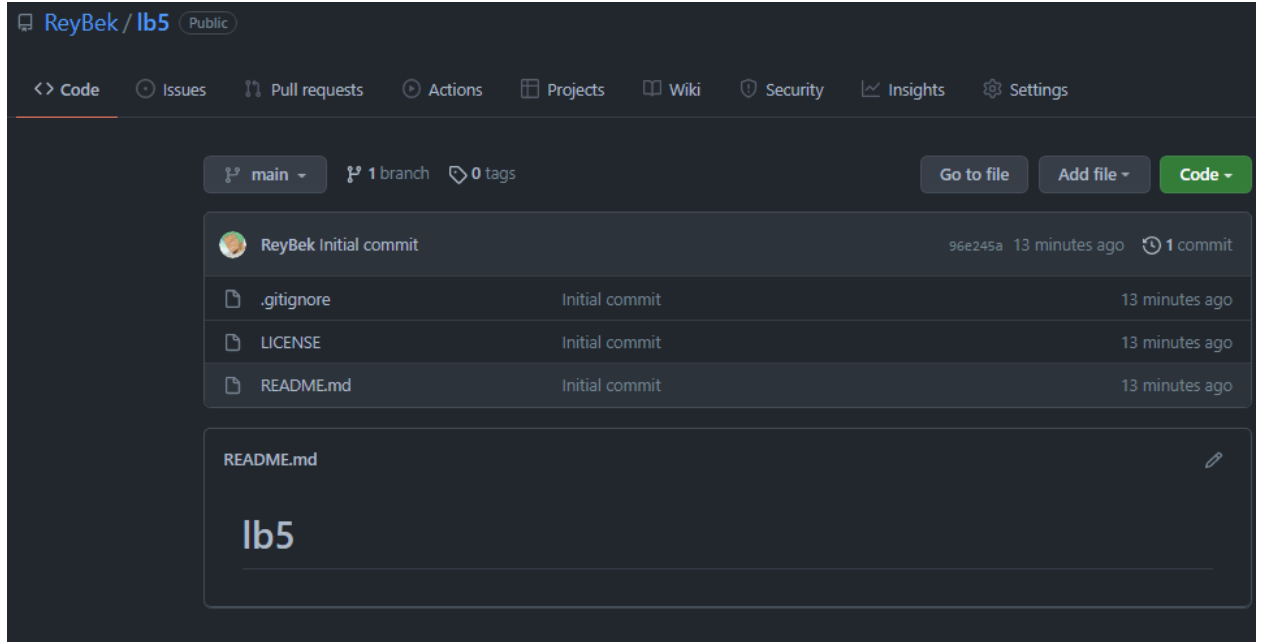 ReyBek / lb5 Public
Code Issues Pull requests Actions Projects Wiki Security Insights Settings
main 1 branch 0 tags Go to file Add file Code
ReyBek Initial commit 96e245a 13 minutes ago 1 commit
.gitignore Initial commit 13 minutes ago
LICENSE Initial commit 13 minutes ago
README.md Initial commit 13 minutes ago
README.md
lb5